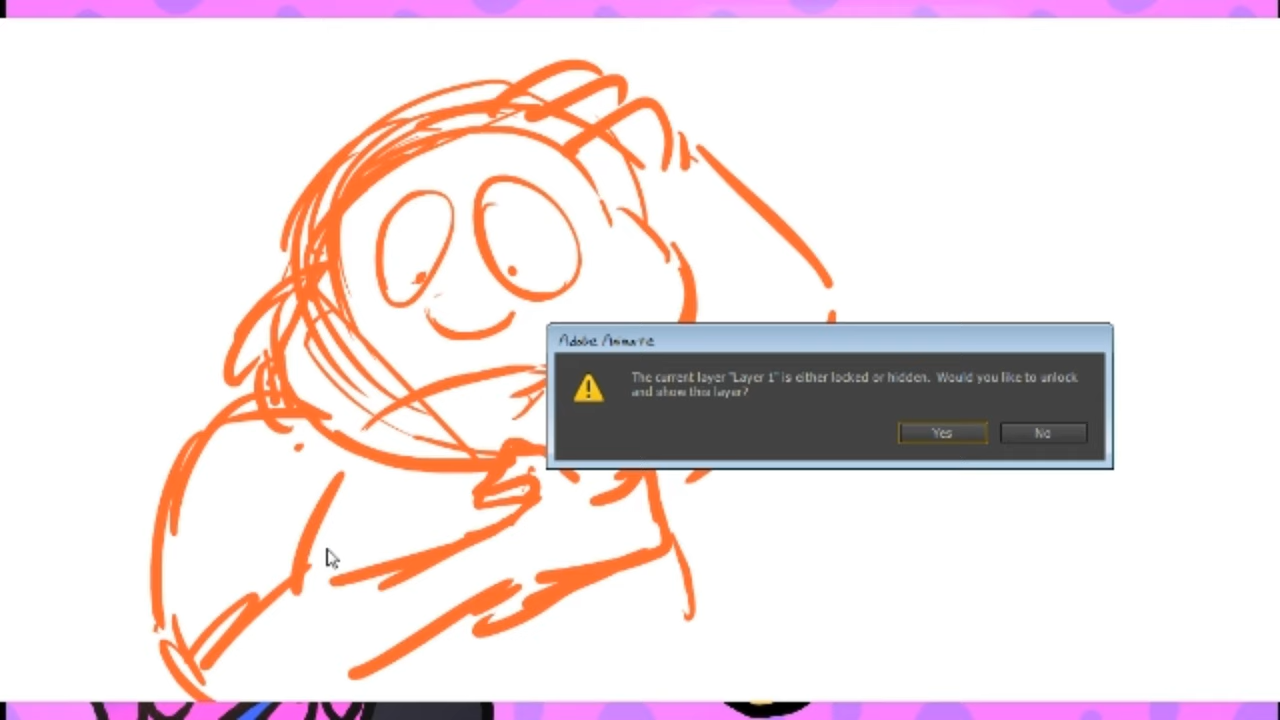 Adobe Animate
The current layer "Layer 1" is either locked or hidden. Would you like to unlock
and show this layer?
Yes
No